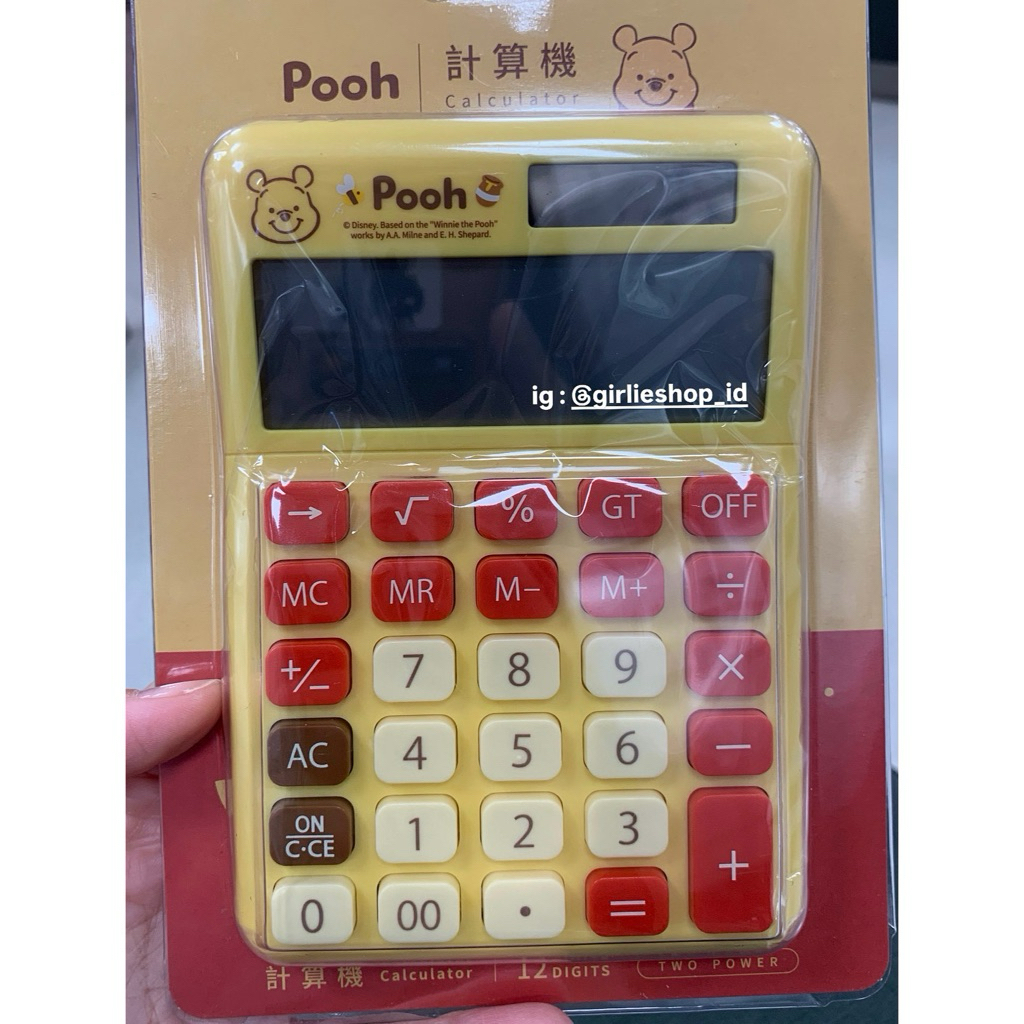 Pooh
計算機
Calculator
Pooh
© Disney. Based on the "Winnie the Pooh"
works by A.A. Milne and E. H. Shepard.
ig : @girlieshop_id
→ √ % GT OFF
MC MR M− M+ ÷
+/− 7 8 9 ×
AC 4 5 6 −
ON
C·CE
1 2 3 +
0 00 · =
計算機 Calculator 12 DIGITS TWO POWER